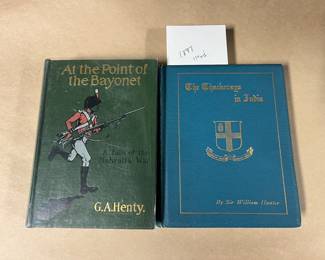 1897
At the Point of
the Bayonet
A Tale of the
Mahratta War
G.A.Henty.
The Thackerays
in India
By Sir William Hunter